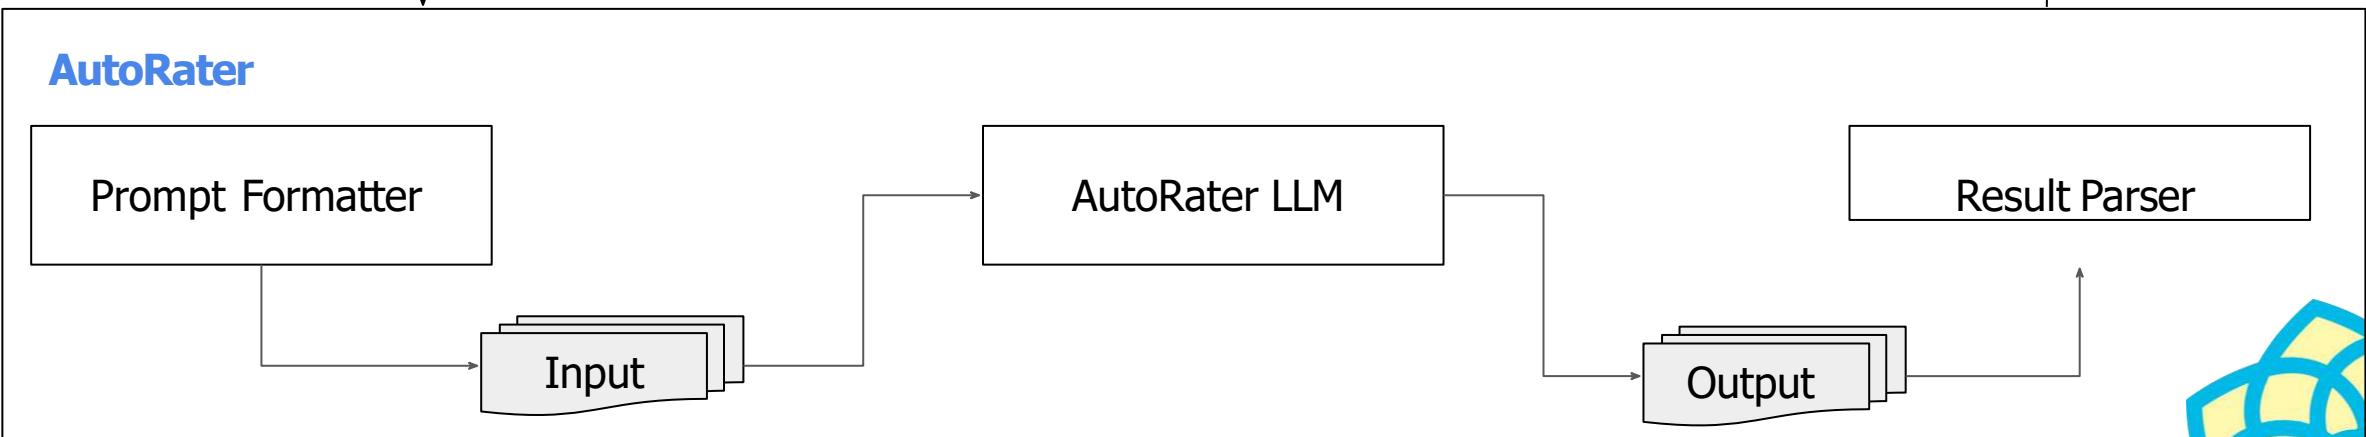 AutoRater
Prompt Formatter
AutoRater LLM
Result Parser
Input
Output